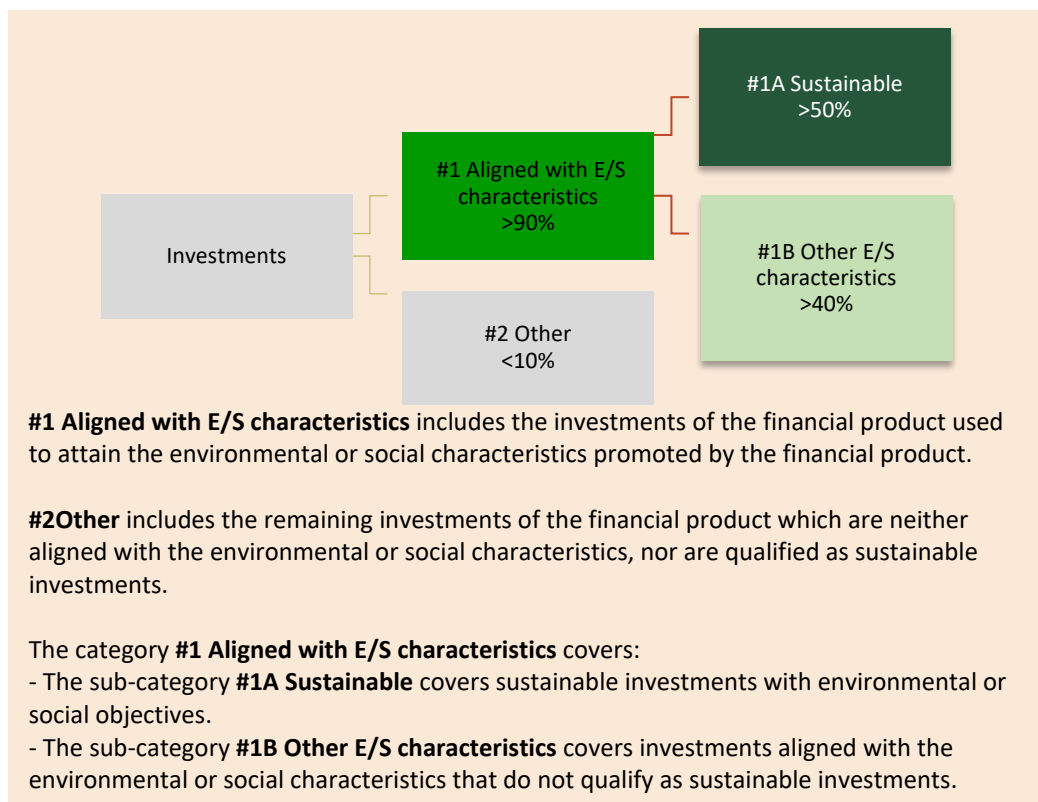 #1A Sustainable
>50%
#1 Aligned with E/S
characteristics
>90%
Investments
#1B Other E/S
characteristics
>40%
#2 Other
<10%
#1 Aligned with E/S characteristics includes the investments of the financial product used
to attain the environmental or social characteristics promoted by the financial product.
#2Other includes the remaining investments of the financial product which are neither
aligned with the environmental or social characteristics, nor are qualified as sustainable
investments.
The category #1 Aligned with E/S characteristics covers:
- The sub-category #1A Sustainable covers sustainable investments with environmental or
social objectives.
- The sub-category #1B Other E/S characteristics covers investments aligned with the
environmental or social characteristics that do not qualify as sustainable investments.